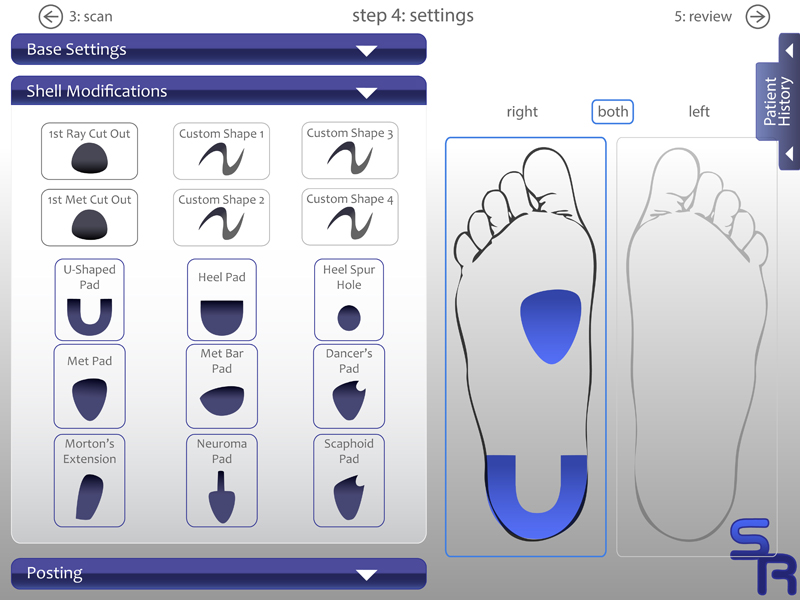 3: scan
step 4: settings
5: review
Base Settings
Shell Modifications
1st Ray Cut Out
Custom Shape 1
Custom Shape 3
1st Met Cut Out
Custom Shape 2
Custom Shape 4
U-Shaped
Pad
Heel Pad
Heel Spur
Hole
Met Pad
Met Bar
Pad
Dancer's
Pad
Morton's
Extension
Neuroma
Pad
Scaphoid
Pad
Posting
right
both
left
Patient
History
SR